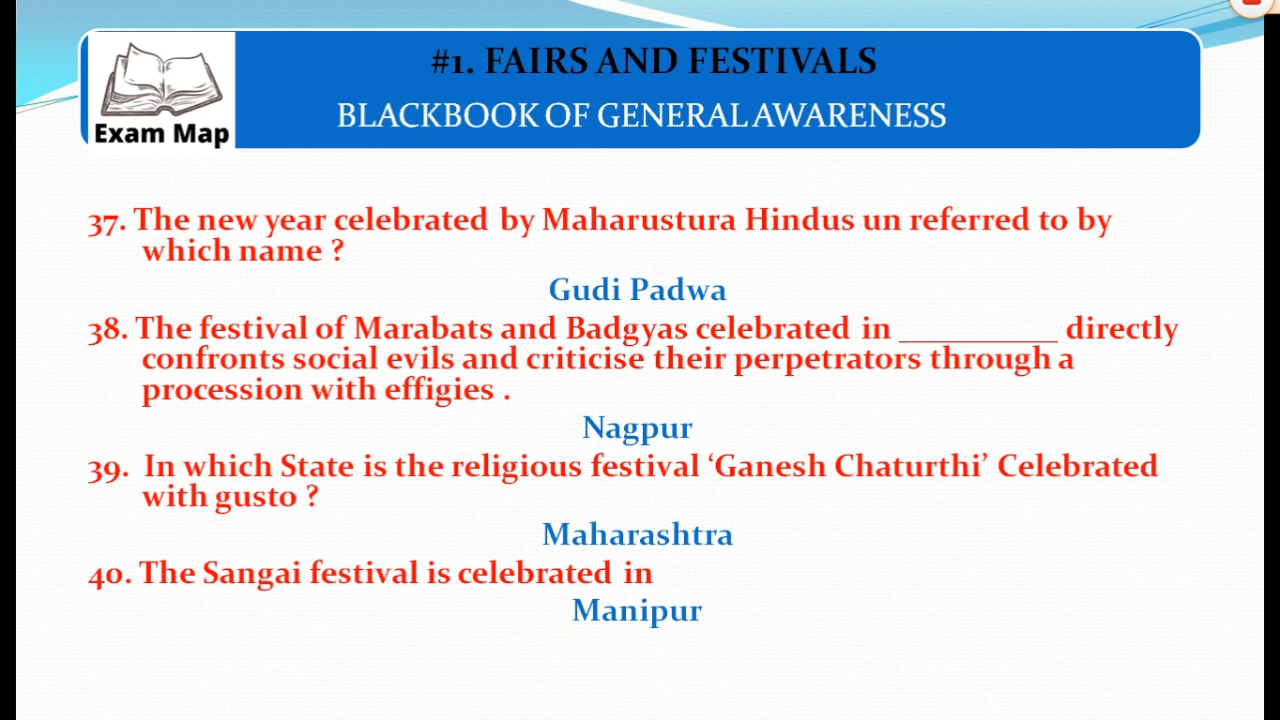 #1. FAIRS AND FESTIVALS
BLACKBOOK OF GENERAL AWARENESS
Exam Map
37. The new year celebrated by Maharustura Hindus un referred to by
which name ?
Gudi Padwa
38. The festival of Marabats and Badgyas celebrated in __________ directly
confronts social evils and criticise their perpetrators through a
procession with effigies .
Nagpur
39. In which State is the religious festival ‘Ganesh Chaturthi’ Celebrated
with gusto ?
Maharashtra
40. The Sangai festival is celebrated in
Manipur